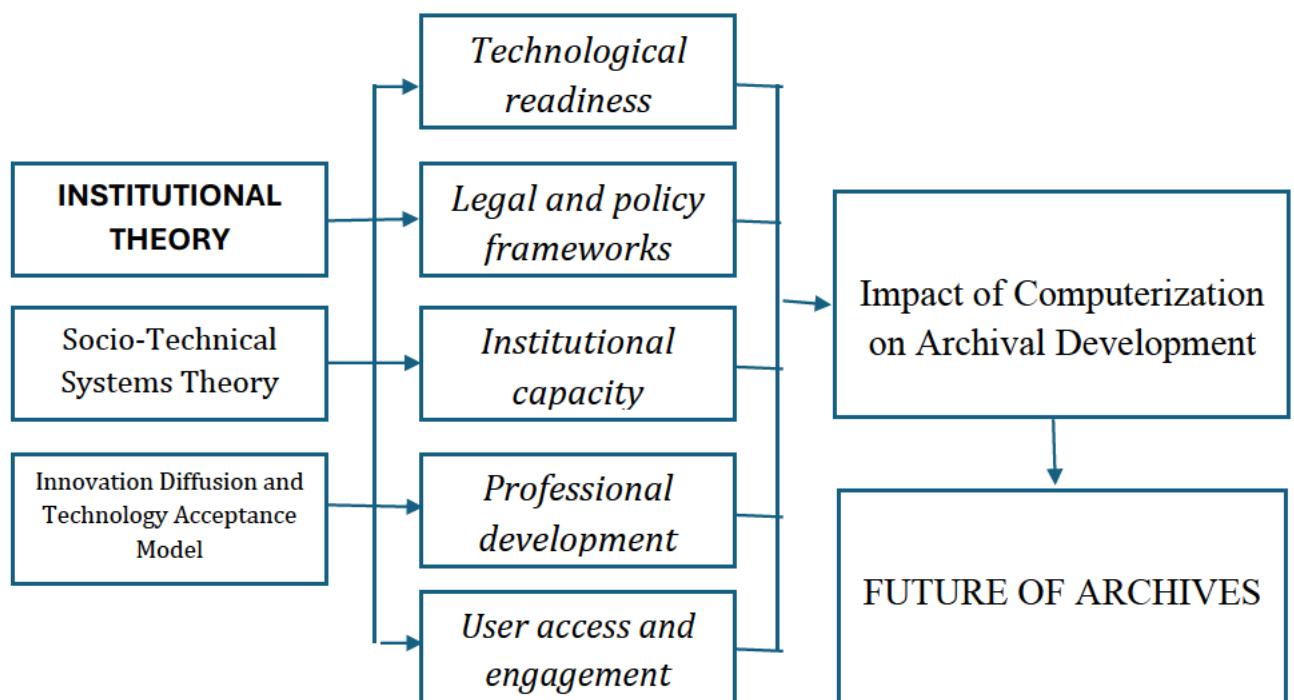 Technological
readiness
INSTITUTIONAL
THEORY
Legal and policy
frameworks
Socio-Technical
Systems Theory
Institutional
capacity
Innovation Diffusion and
Technology Acceptance
Model
Professional
development
User access and
engagement
Impact of Computerization
on Archival Development
FUTURE OF ARCHIVES